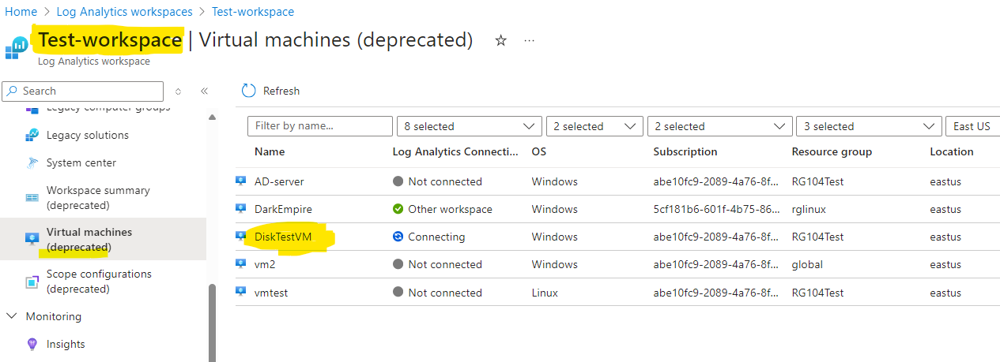 Home > Log Analytics workspaces > Test-workspace
Test-workspace | Virtual machines (deprecated) ☆ ...
Log Analytics workspace
Search
Refresh
Legacy computer groups
Legacy solutions
System center
Workspace summary
(deprecated)
Virtual machines
(deprecated)
Scope configurations
(deprecated)
Monitoring
Insights
Filter by name... 8 selected 2 selected 2 selected 3 selected East US
Name Log Analytics Connecti... OS Subscription Resource group Location
AD-server Not connected Windows abe10fc9-2089-4a76-8f... RG104Test eastus
DarkEmpire Other workspace Windows 5cf181b6-601f-4b75-86... rglinux eastus
DiskTestVM Connecting Windows abe10fc9-2089-4a76-8f... RG104Test eastus
vm2 Not connected Windows abe10fc9-2089-4a76-8f... global eastus
vmtest Not connected Linux abe10fc9-2089-4a76-8f... RG104Test eastus